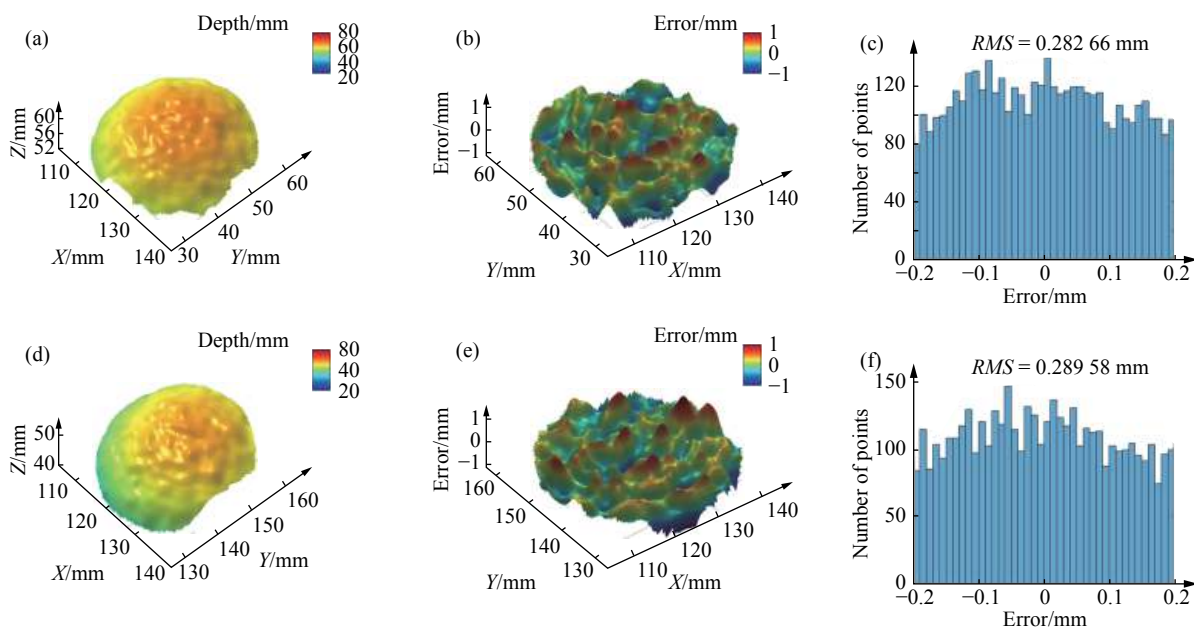 (a)
Depth/mm
80
60
40
20
Z/mm
60
56
52
110
120
130
140
X/mm
30
40
50
60
Y/mm
(b)
Error/mm
1
0
−1
Error/mm
1
0
−1
60
50
40
30
Y/mm
110
120
130
140
X/mm
(c)
RMS = 0.282 66 mm
Number of points
120
80
40
0
−0.2
−0.1
0
0.1
0.2
Error/mm
(d)
Depth/mm
80
40
20
Z/mm
50
40
110
120
130
140
X/mm
130
140
150
160
Y/mm
(e)
Error/mm
1
0
−1
Error/mm
1
0
−1
160
150
140
130
Y/mm
110
120
130
140
X/mm
(f)
RMS = 0.289 58 mm
Number of points
150
100
50
0
−0.2
−0.1
0
0.1
0.2
Error/mm